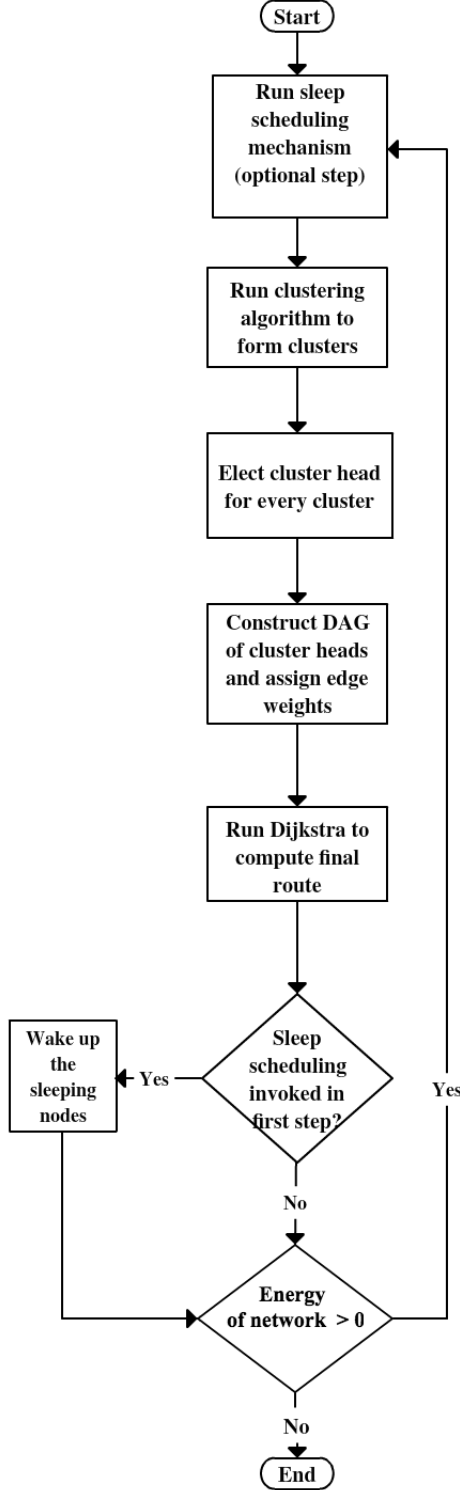 Start
Run sleep
scheduling
mechanism
(optional step)
Run clustering
algorithm to
form clusters
Elect cluster head
for every cluster
Construct DAG
of cluster heads
and assign edge
weights
Run Dijkstra to
compute final
route
Sleep
scheduling
invoked in
first step?
Yes
Wake up
the
sleeping
nodes
No
Energy
of network > 0
Yes
No
End